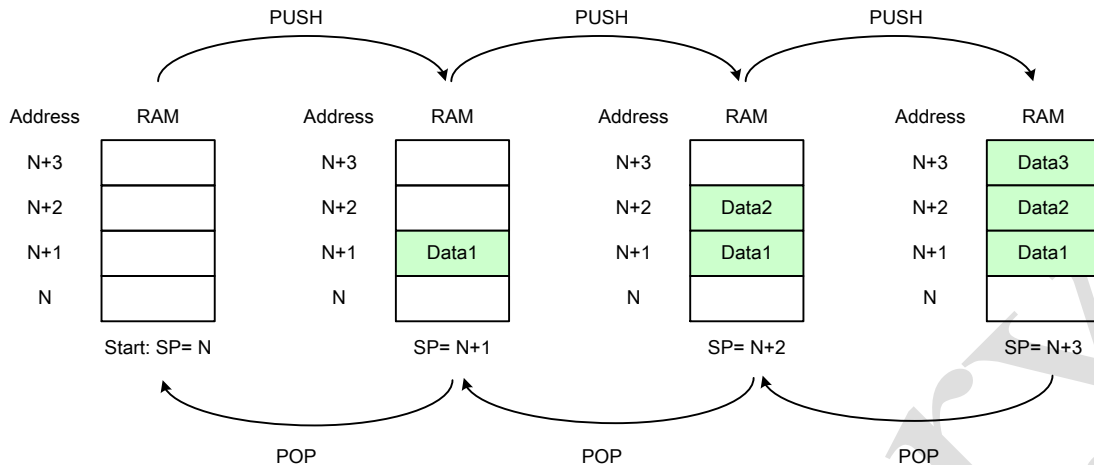 PUSH PUSH PUSH
Address RAM Address RAM Address RAM Address RAM
N+3 N+3 N+3 N+3 Data3
N+2 N+2 N+2 Data2 N+2 Data2
N+1 N+1 Data1 N+1 Data1 N+1 Data1
N N N N
Start: SP= N SP= N+1 SP= N+2 SP= N+3
POP POP POP